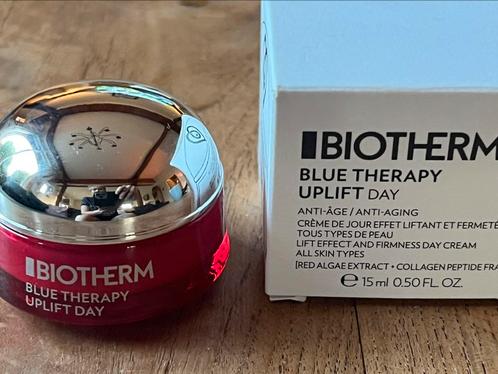 BIOTHERM
BLUE THERAPY
UPLIFT DAY
BIOTHERM
BLUE THERAPY
UPLIFT DAY
ANTI-ÂGE / ANTI-AGING
CRÈME DE JOUR EFFET LIFTANT ET FERMETÉ
TOUS TYPES DE PEAU
LIFT EFFECT AND FIRMNESS DAY CREAM
ALL SKIN TYPES
[RED ALGAE EXTRACT + COLLAGEN PEPTIDE FRA
℮ 15 ml 0.50 FL. OZ.